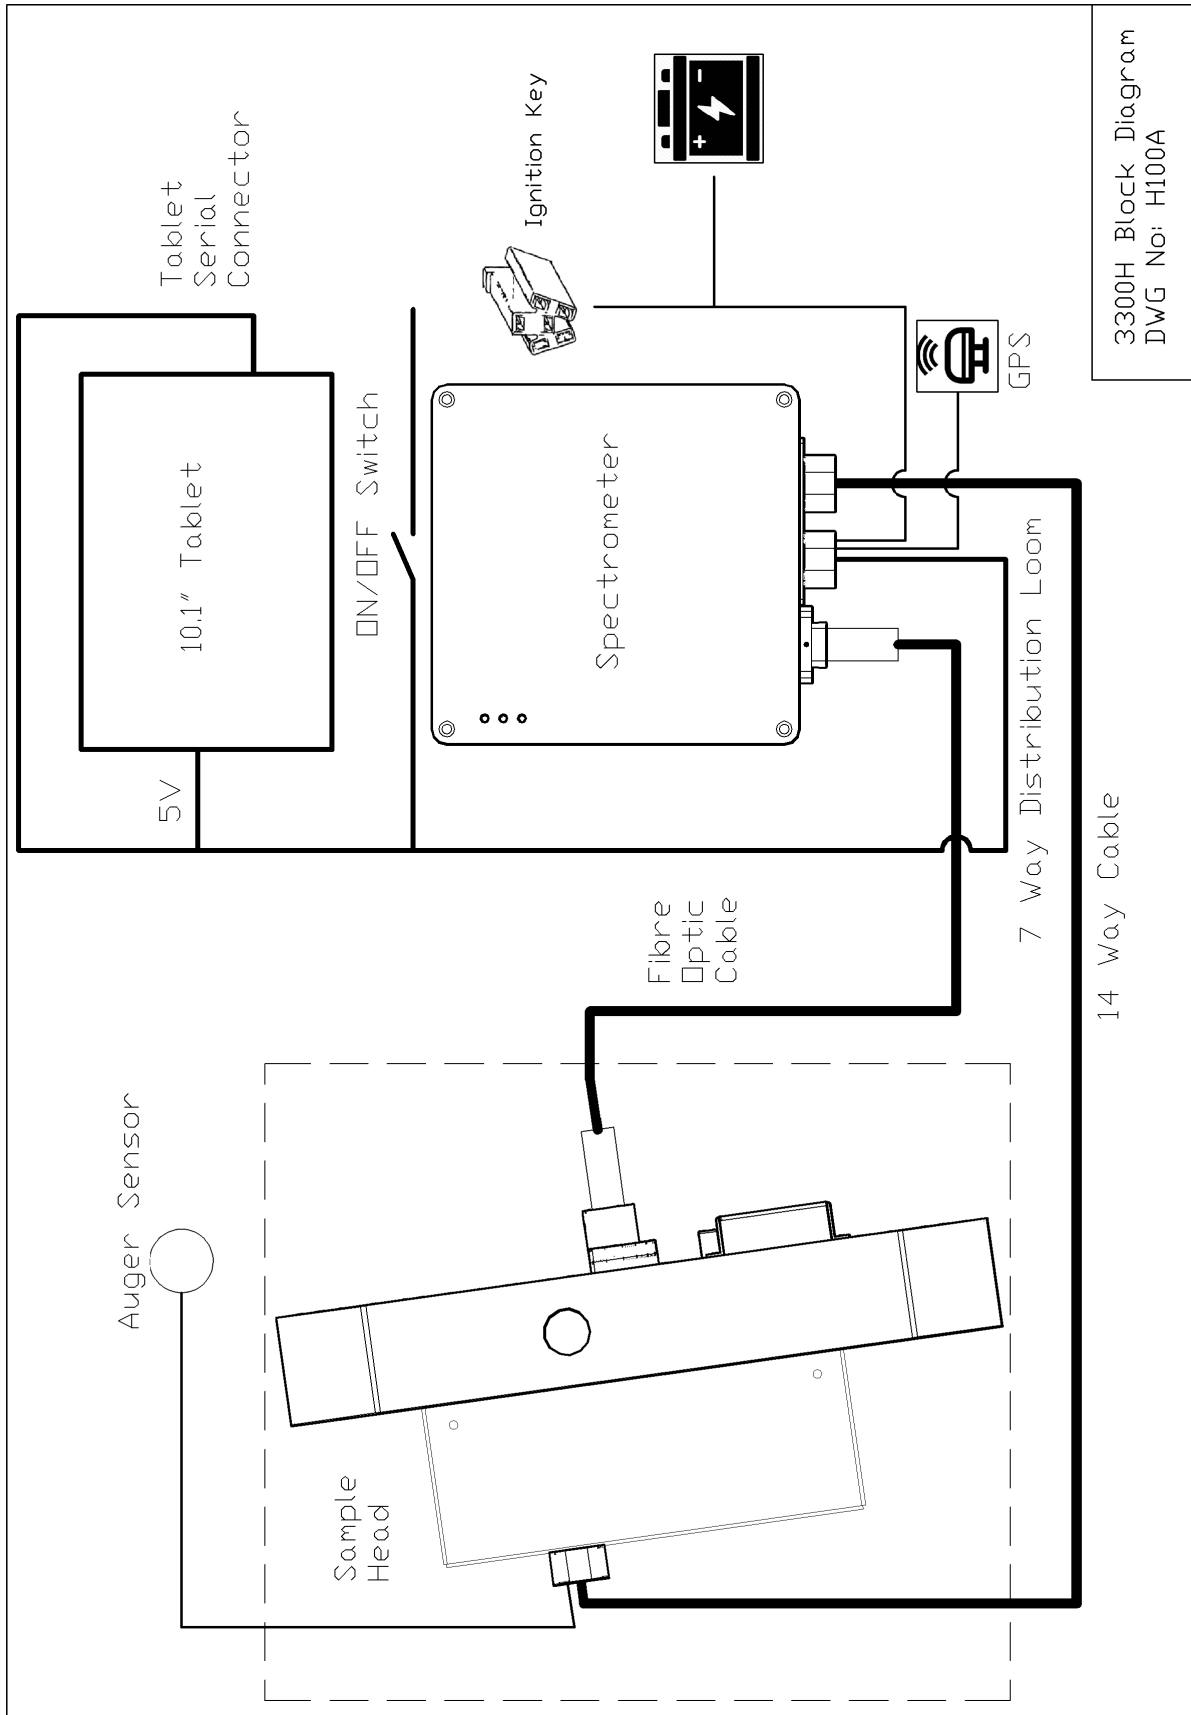 Auger Sensor
Tablet
Serial
Connector
5V
10.1" Tablet
ON/OFF Switch
Ignition Key
Sample
Head
Fibre
Optic
Cable
Spectrometer
+
-
GPS
7 Way Distribution Loom
14 Way Cable
3300H Block Diagram
DWG No: H100A